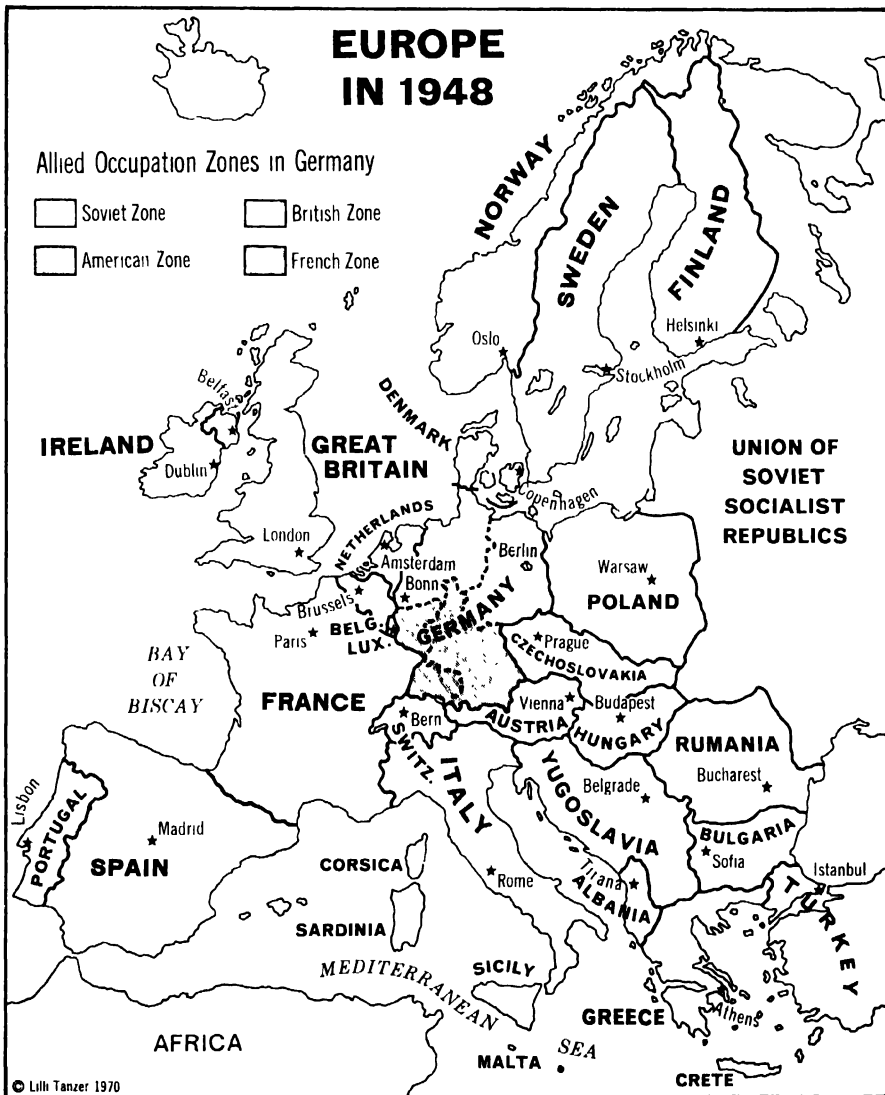 EUROPE
IN 1948
Allied Occupation Zones in Germany
Soviet Zone
British Zone
American Zone
French Zone
NORWAY
SWEDEN
FINLAND
Oslo
Helsinki
Stockholm
Belfast
DENMARK
IRELAND
GREAT
BRITAIN
Dublin
Copenhagen
UNION OF
SOVIET
SOCIALIST
REPUBLICS
London
NETHERLANDS
Amsterdam
Berlin
Bonn
Warsaw
POLAND
Brussels
BELG.
LUX.
GERMANY
Paris
Prague
CZECHOSLOVAKIA
BAY
OF
BISCAY
FRANCE
Vienna
Budapest
Bern
AUSTRIA
HUNGARY
SWITZ.
RUMANIA
Bucharest
ITALY
YUGOSLAVIA
Belgrade
Lisbon
PORTUGAL
Madrid
SPAIN
BULGARIA
Sofia
CORSICA
Rome
Tirana
ALBANIA
Istanbul
TURKEY
SARDINIA
MEDITERRANEAN
SEA
SICILY
GREECE
Athens
AFRICA
MALTA
CRETE
© Lilli Tanzer 1970